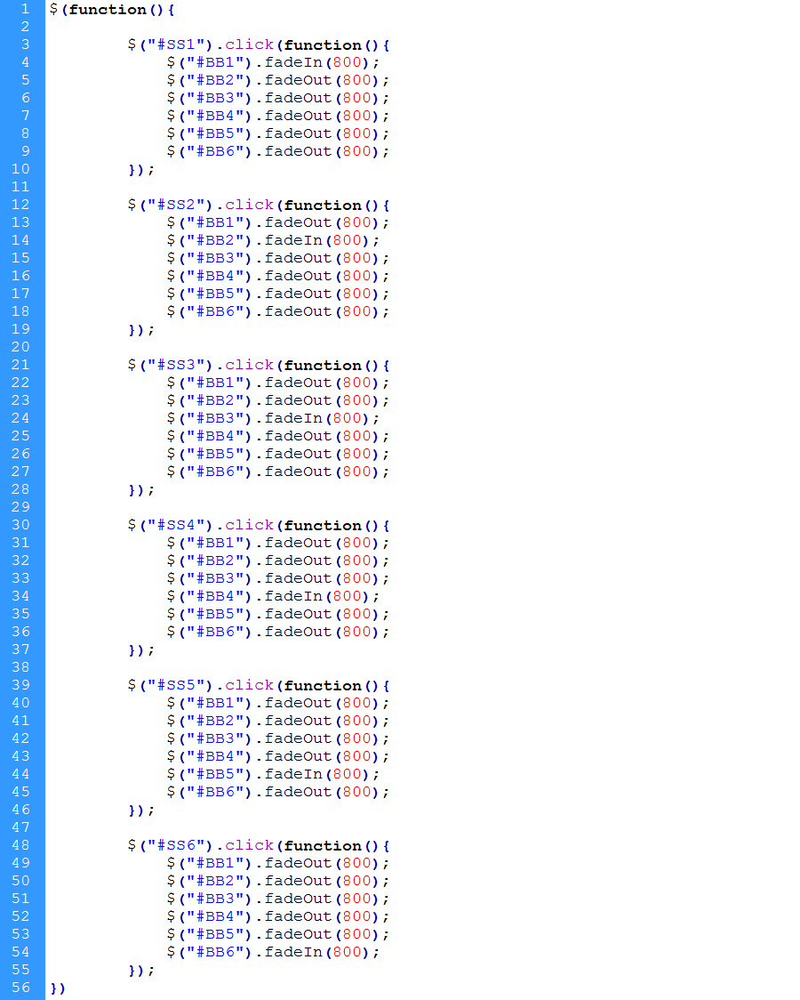 1 $(function(){
2
3 $("#SS1").click(function(){
4 $("#BB1").fadeIn(800);
5 $("#BB2").fadeOut(800);
6 $("#BB3").fadeOut(800);
7 $("#BB4").fadeOut(800);
8 $("#BB5").fadeOut(800);
9 $("#BB6").fadeOut(800);
10 });
11
12 $("#SS2").click(function(){
13 $("#BB1").fadeOut(800);
14 $("#BB2").fadeIn(800);
15 $("#BB3").fadeOut(800);
16 $("#BB4").fadeOut(800);
17 $("#BB5").fadeOut(800);
18 $("#BB6").fadeOut(800);
19 });
20
21 $("#SS3").click(function(){
22 $("#BB1").fadeOut(800);
23 $("#BB2").fadeOut(800);
24 $("#BB3").fadeIn(800);
25 $("#BB4").fadeOut(800);
26 $("#BB5").fadeOut(800);
27 $("#BB6").fadeOut(800);
28 });
29
30 $("#SS4").click(function(){
31 $("#BB1").fadeOut(800);
32 $("#BB2").fadeOut(800);
33 $("#BB3").fadeOut(800);
34 $("#BB4").fadeIn(800);
35 $("#BB5").fadeOut(800);
36 $("#BB6").fadeOut(800);
37 });
38
39 $("#SS5").click(function(){
40 $("#BB1").fadeOut(800);
41 $("#BB2").fadeOut(800);
42 $("#BB3").fadeOut(800);
43 $("#BB4").fadeOut(800);
44 $("#BB5").fadeIn(800);
45 $("#BB6").fadeOut(800);
46 });
47
48 $("#SS6").click(function(){
49 $("#BB1").fadeOut(800);
50 $("#BB2").fadeOut(800);
51 $("#BB3").fadeOut(800);
52 $("#BB4").fadeOut(800);
53 $("#BB5").fadeOut(800);
54 $("#BB6").fadeIn(800);
55 });
56 })